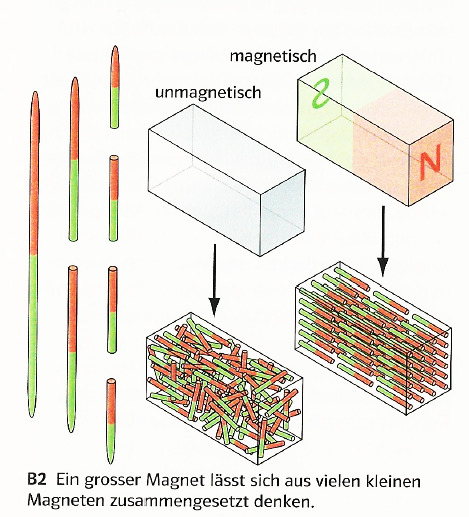 magnetisch
unmagnetisch
S
N
B2 Ein grosser Magnet lässt sich aus vielen kleinen
Magneten zusammengesetzt denken.